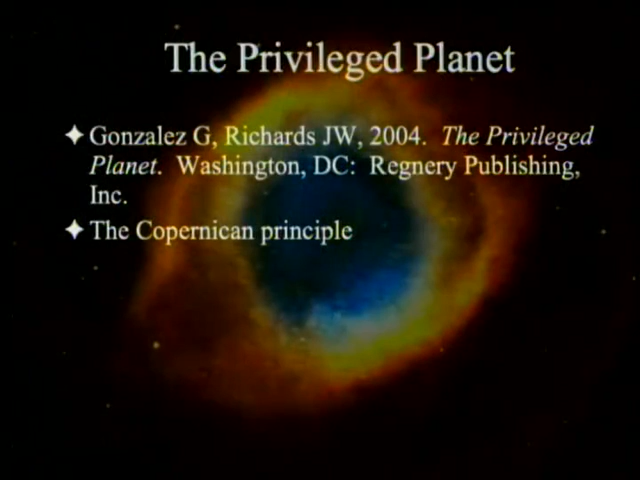 The Privileged Planet
Gonzalez G, Richards JW, 2004. The Privileged
Planet. Washington, DC: Regnery Publishing,
Inc.
The Copernican principle